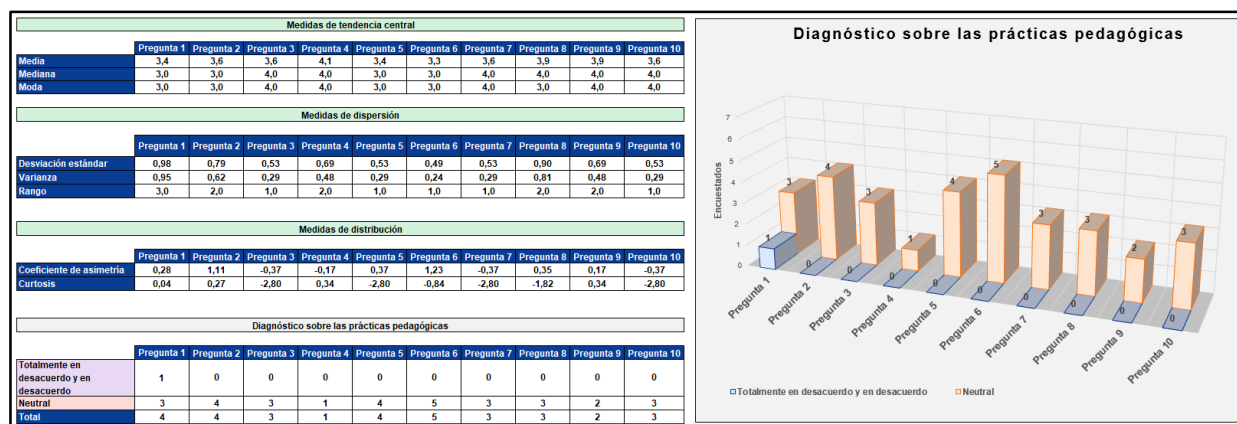 Medidas de tendencia central
Pregunta 1 Pregunta 2 Pregunta 3 Pregunta 4 Pregunta 5 Pregunta 6 Pregunta 7 Pregunta 8 Pregunta 9 Pregunta 10
Media 3,4 3,6 3,6 4,1 3,4 3,3 3,6 3,9 3,9 3,6
Mediana 3,0 3,0 4,0 4,0 3,0 3,0 4,0 4,0 4,0 4,0
Moda 3,0 3,0 4,0 4,0 3,0 3,0 4,0 3,0 4,0 4,0
Medidas de dispersión
Pregunta 1 Pregunta 2 Pregunta 3 Pregunta 4 Pregunta 5 Pregunta 6 Pregunta 7 Pregunta 8 Pregunta 9 Pregunta 10
Desviación estándar 0,98 0,79 0,53 0,69 0,53 0,49 0,53 0,90 0,69 0,53
Varianza 0,95 0,62 0,29 0,48 0,29 0,24 0,29 0,81 0,48 0,29
Rango 3,0 2,0 1,0 2,0 1,0 1,0 1,0 2,0 2,0 1,0
Medidas de distribución
Pregunta 1 Pregunta 2 Pregunta 3 Pregunta 4 Pregunta 5 Pregunta 6 Pregunta 7 Pregunta 8 Pregunta 9 Pregunta 10
Coeficiente de asimetria 0,28 1,11 -0,37 -0,17 0,37 1,23 -0,37 0,35 0,17 -0,37
Curtosis 0,04 0,27 -2,80 0,34 -2,80 -0,84 -2,80 -1,82 0,34 -2,80
Diagnóstico sobre las prácticas pedagógicas
Pregunta 1 Pregunta 2 Pregunta 3 Pregunta 4 Pregunta 5 Pregunta 6 Pregunta 7 Pregunta 8 Pregunta 9 Pregunta 10
Totalmente en
desacuerdo y en
desacuerdo
1 0 0 0 0 0 0 0 0 0
Neutral 3 4 3 1 4 5 3 3 2 3
Total 4 4 3 1 4 5 3 3 2 3
Diagnóstico sobre las prácticas pedagógicas
Encuestados
7
6
5
4
3
2
1
0
3 4 3 1 4 5 3 3 2 3
1 0 0 0 0 0 0 0 0 0
Pregunta 1
Pregunta 2
Pregunta 3
Pregunta 4
Pregunta 5
Pregunta 6
Pregunta 7
Pregunta 8
Pregunta 9
Pregunta 10
Totalmente en desacuerdo y en desacuerdo
Neutral